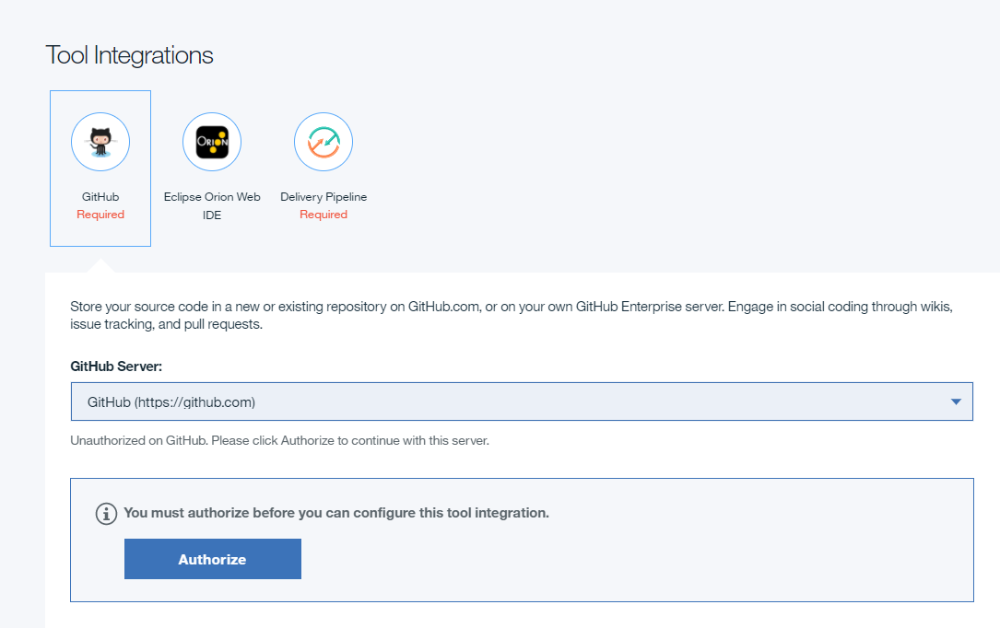 Tool Integrations
ORION
GitHub
Required
Eclipse Orion Web
IDE
Delivery Pipeline
Required
Store your source code in a new or existing repository on GitHub.com, or on your own GitHub Enterprise server. Engage in social coding through wikis,
issue tracking, and pull requests.
GitHub Server:
GitHub (https://github.com)
Unauthorized on GitHub. Please click Authorize to continue with this server.
You must authorize before you can configure this tool integration.
Authorize